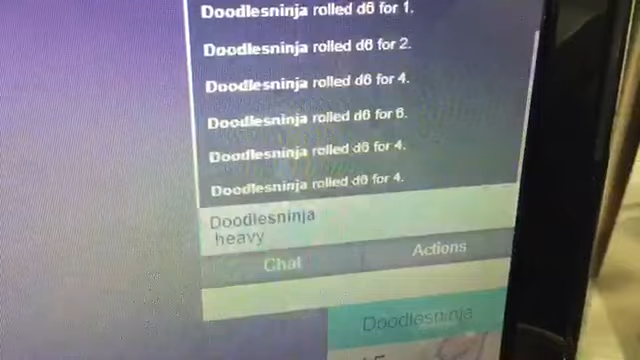 Doodlesninja rolled d6 for 1.
Doodlesninja rolled d6 for 2.
Doodlesninja rolled d6 for 4.
Doodlesninja rolled d6 for 6.
Doodlesninja rolled d6 for 4.
Doodlesninja rolled d6 for 4.
Doodlesninja
heavy
Chat Actions
Doodlesninja